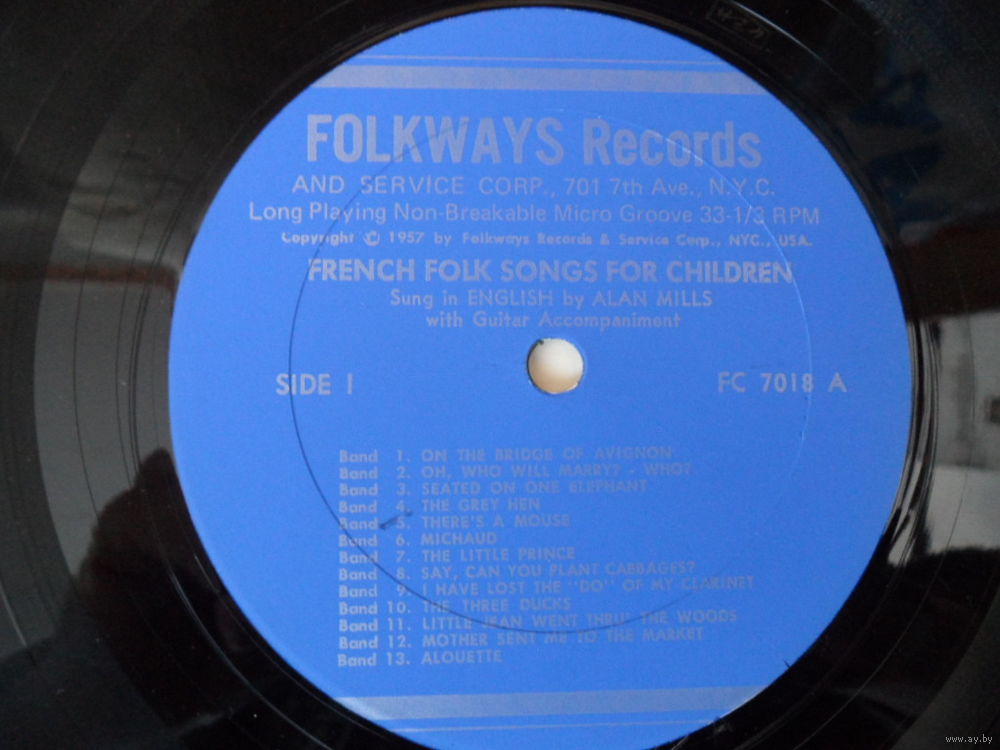 FOLKWAYS Records
AND SERVICE CORP., 701 7th Ave., N.Y.C.
Long Playing Non-Breakable Micro Groove 33-1/3 RPM
Copyright © 1957 by Folkways Records & Service Corp., NYC., USA.
FRENCH FOLK SONGS FOR CHILDREN
Sung in ENGLISH by ALAN MILLS
with Guitar Accompaniment
SIDE I
FC 7018 A
Band 1. ON THE BRIDGE OF AVIGNON
Band 2. OH, WHO WILL MARRY? - WHO?
Band 3. SEATED ON ONE ELEPHANT
Band 4. THE GREY HEN
Band 5. THERE'S A MOUSE
Band 6. MICHAUD
Band 7. THE LITTLE PRINCE
Band 8. SAY, CAN YOU PLANT CABBAGES?
Band 9. I HAVE LOST THE "DO" OF MY CLARINET
Band 10. THE THREE DUCKS
Band 11. LITTLE JEAN WENT THRU THE WOODS
Band 12. MOTHER SENT ME TO THE MARKET
Band 13. ALOUETTE
www.ay.by